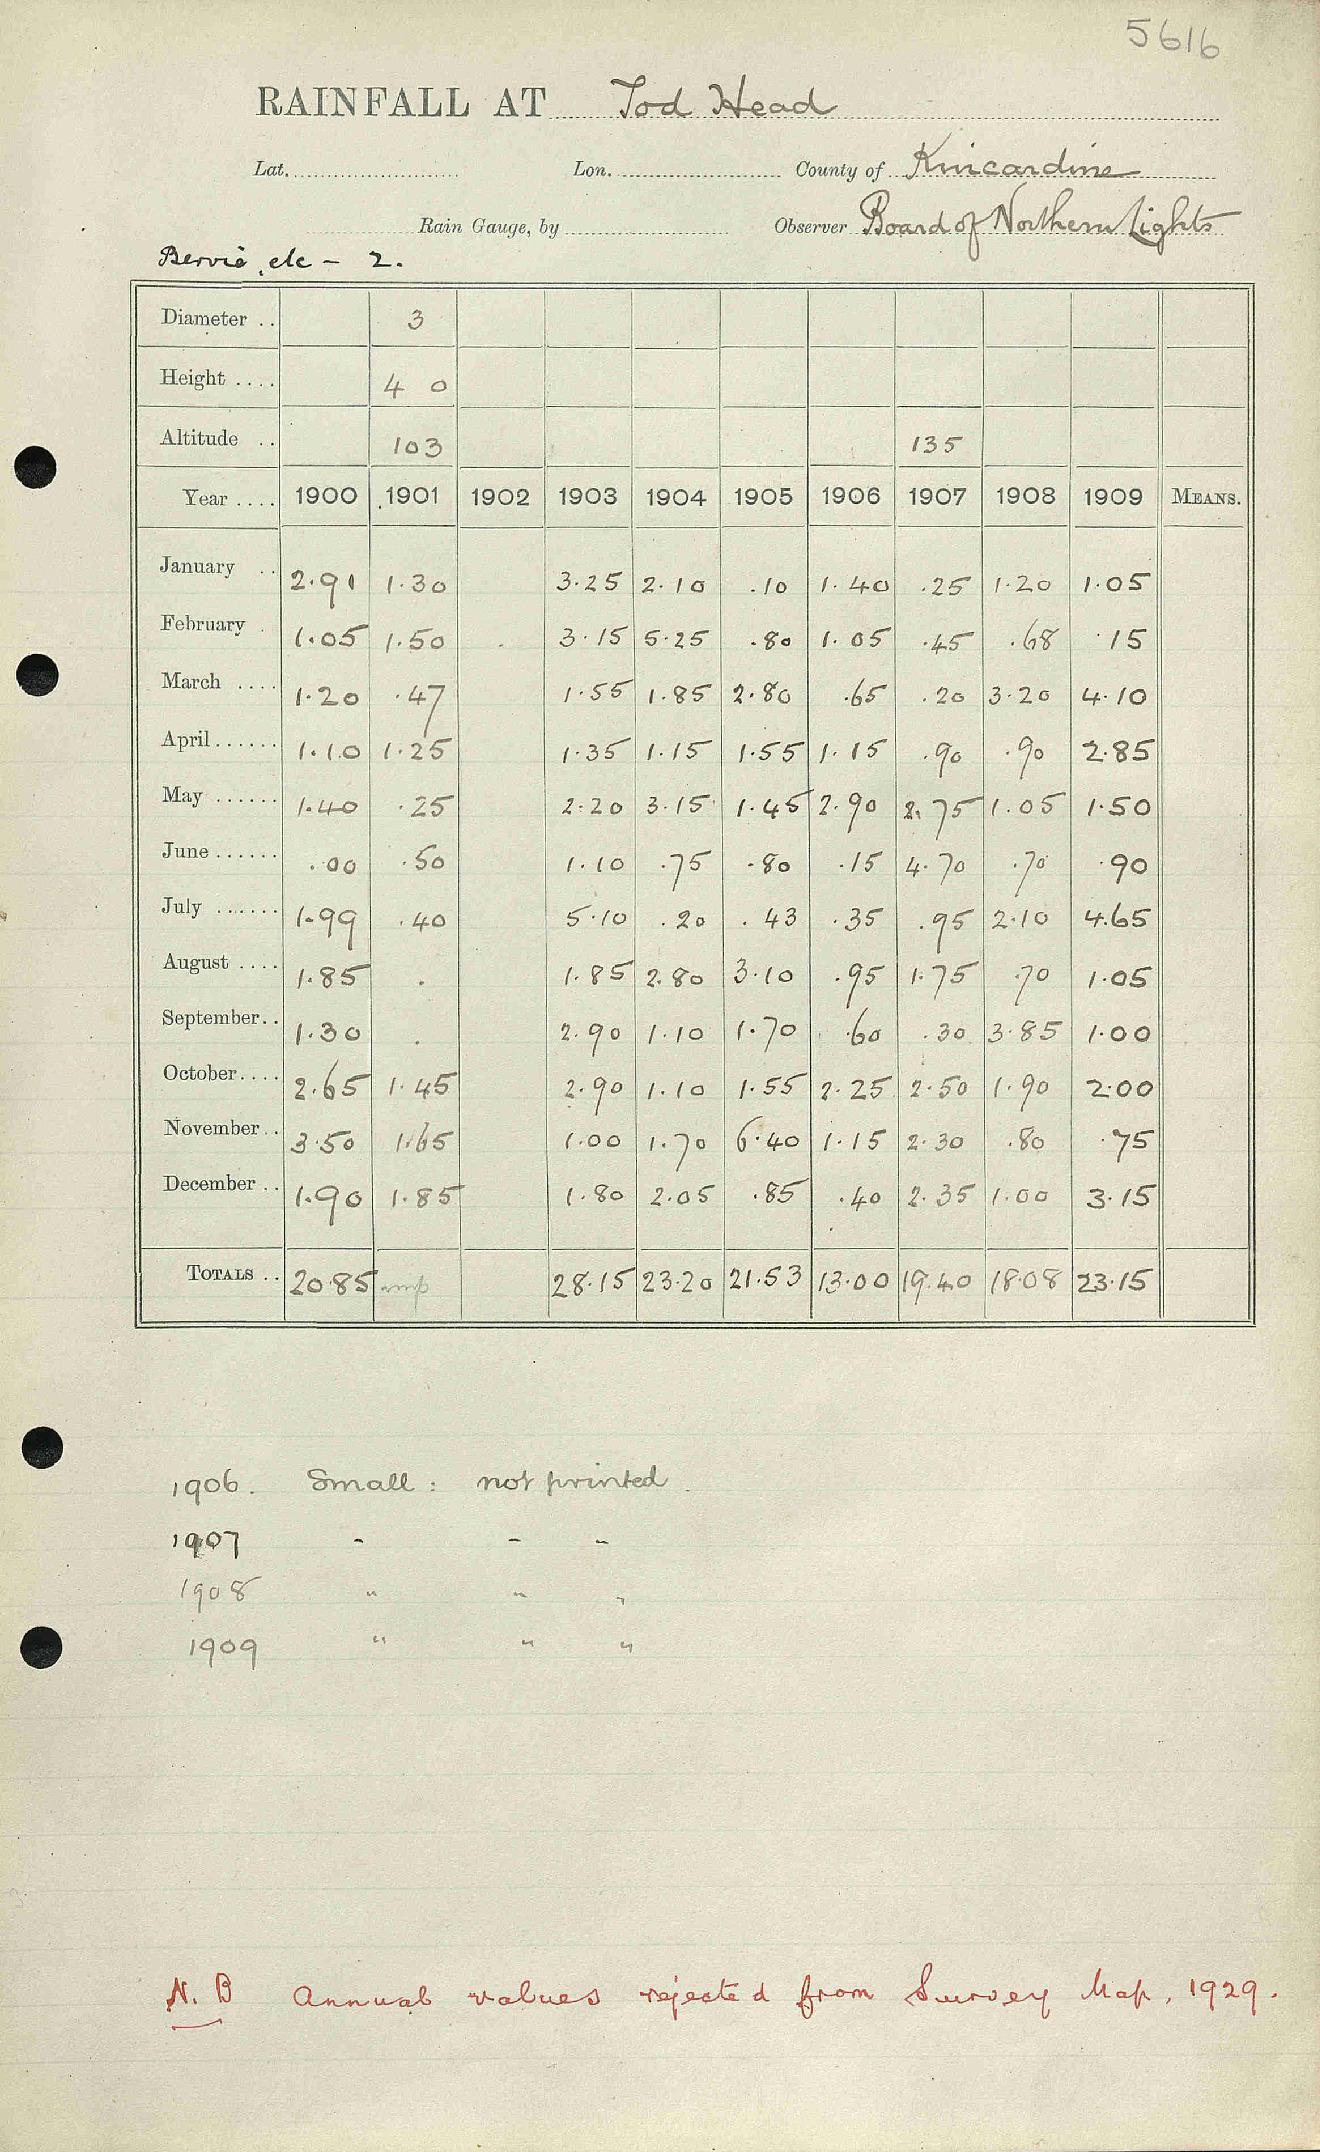 5616
RAINFALL AT Tod Head
Lat. Lon. County of Kincardine
Rain Gauge, by Observer Board of Northern Lights
Bervie, etc - 2.
Diameter .. 3
Height .... 4 0
Altitude .. 103 135
Year .... 1900 1901 1902 1903 1904 1905 1906 1907 1908 1909 MEANS.
January .. 2.91 1.30 3.25 2.10 .10 1.40 .25 1.20 1.05
February . 1.05 1.50 . 3.15 5.25 .80 1.05 .45 .68 .15
March .... 1.20 .47 1.55 1.85 2.80 .65 .20 3.20 4.10
April...... 1.10 1.25 1.35 1.15 1.55 1.15 .90 .90 2.85
May ...... 1.40 .25 2.20 3.15 1.45 2.90 2.75 1.05 1.50
June ...... .00 .50 1.10 .75 .80 .15 4.70 .70 .90
July ...... 1.99 .40 5.10 .20 .43 .35 .95 2.10 4.65
August .... 1.85 . 1.85 2.80 3.10 .95 1.75 .70 1.05
September.. 1.30 . 2.90 1.10 1.70 .60 .30 3.85 1.00
October.... 2.65 1.45 2.90 1.10 1.55 2.25 2.50 1.90 2.00
November.. 3.50 1.65 1.00 1.70 6.40 1.15 2.30 .80 .75
December .. 1.90 1.85 1.80 2.05 .85 .40 2.35 1.00 3.15
TOTALS .. 20.85 28.15 23.20 21.53 13.00 19.40 18.08 23.15
1906. Small : not printed.
1907 " " "
1908 " " "
1909 " " "
N.B Annual values rejected from Survey Map, 1929.